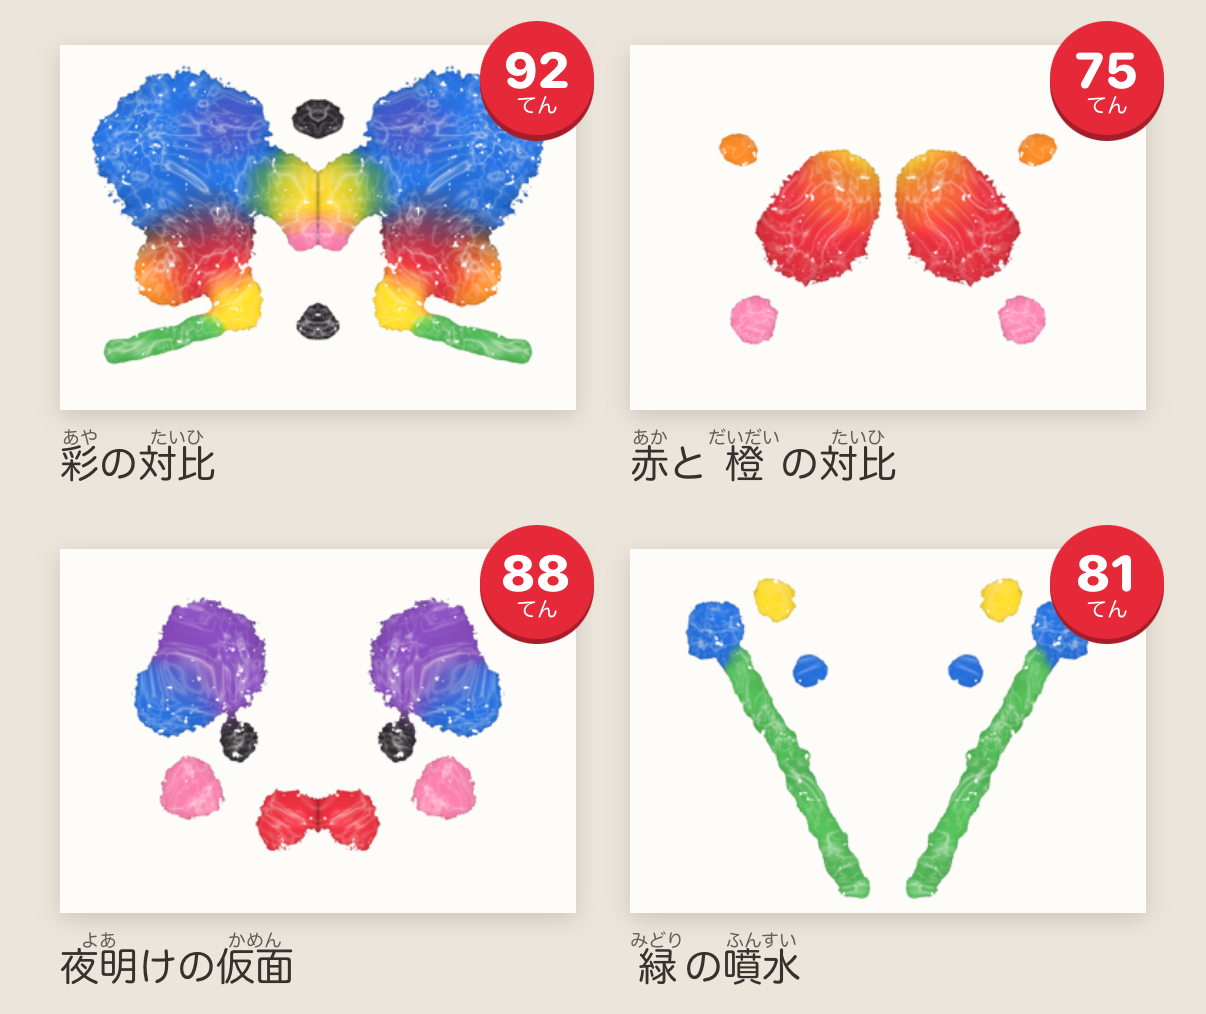 92
てん
75
てん
あや たいひ
彩の対比
あか だいだい たいひ
赤と橙の対比
88
てん
81
てん
よあ かめん
夜明けの仮面
みどり ふんすい
緑の噴水